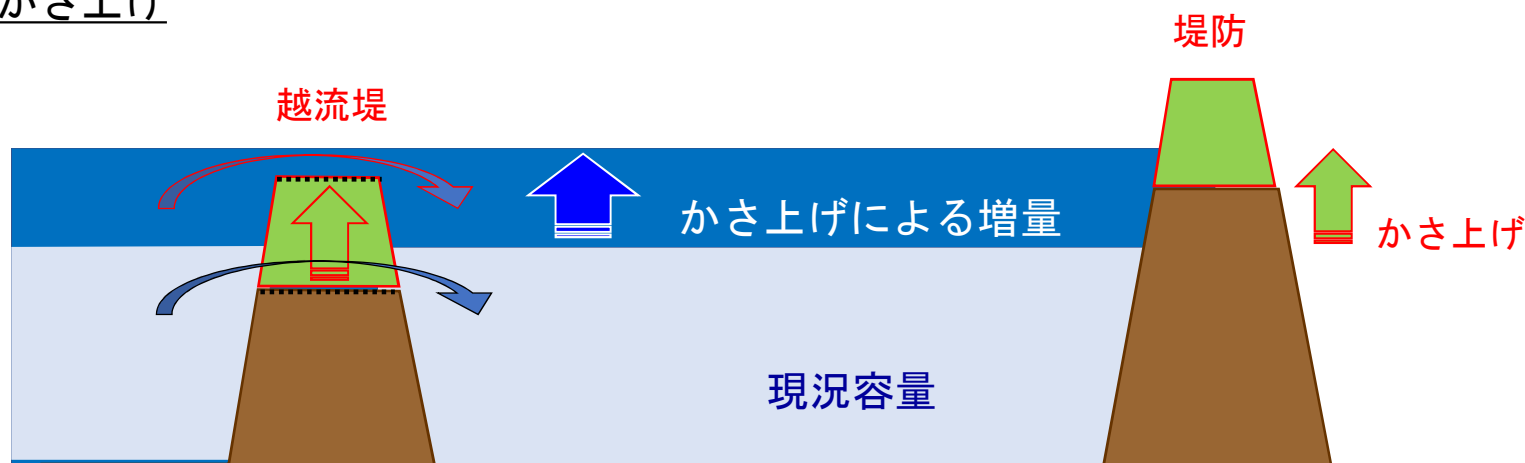 かさ上げ
堤防
越流堤
かさ上げによる増量
かさ上げ
現況容量